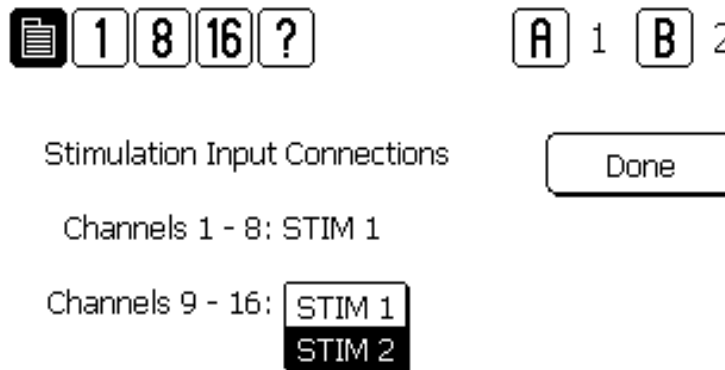 1 8 16 ? A 1 B 2
Stimulation Input Connections
Done
Channels 1 - 8: STIM 1
Channels 9 - 16: STIM 1
STIM 2